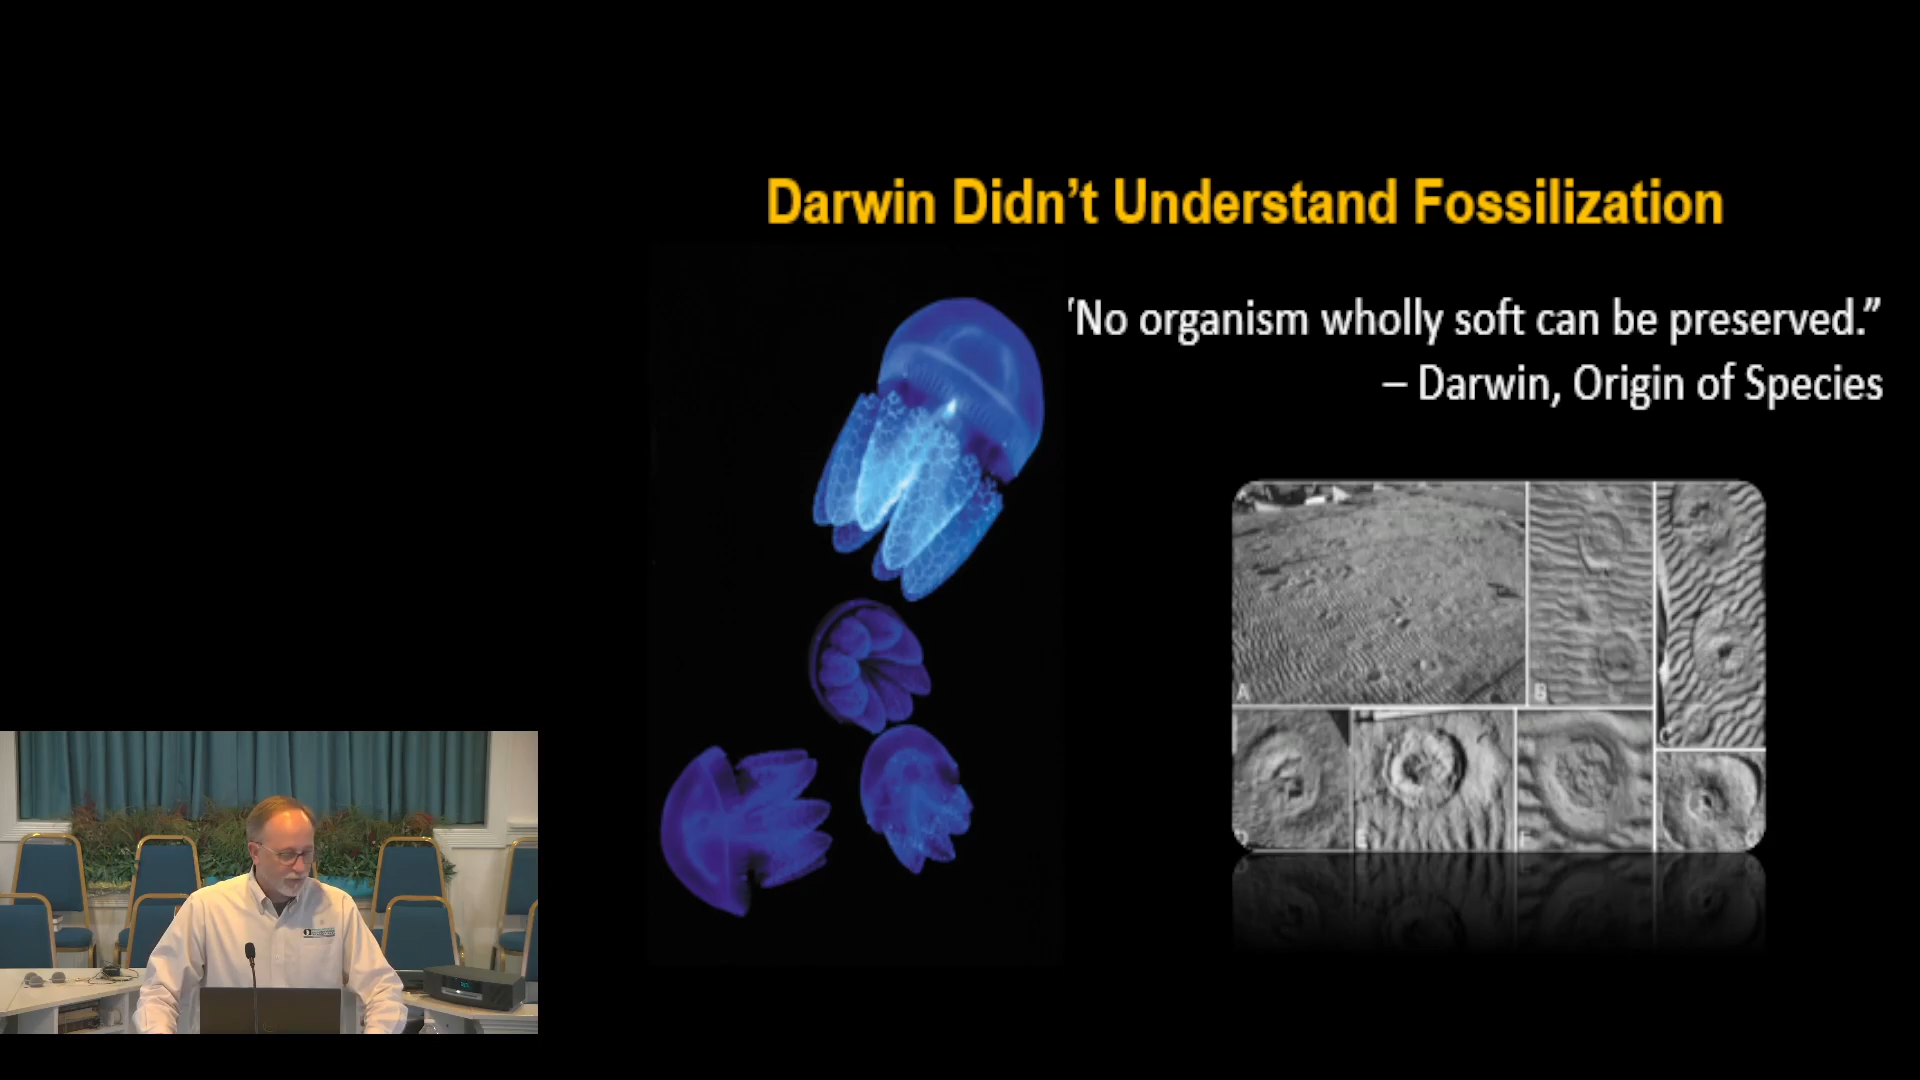 Darwin Didn’t Understand Fossilization
'No organism wholly soft can be preserved.”
– Darwin, Origin of Species
A
B
C
E
F